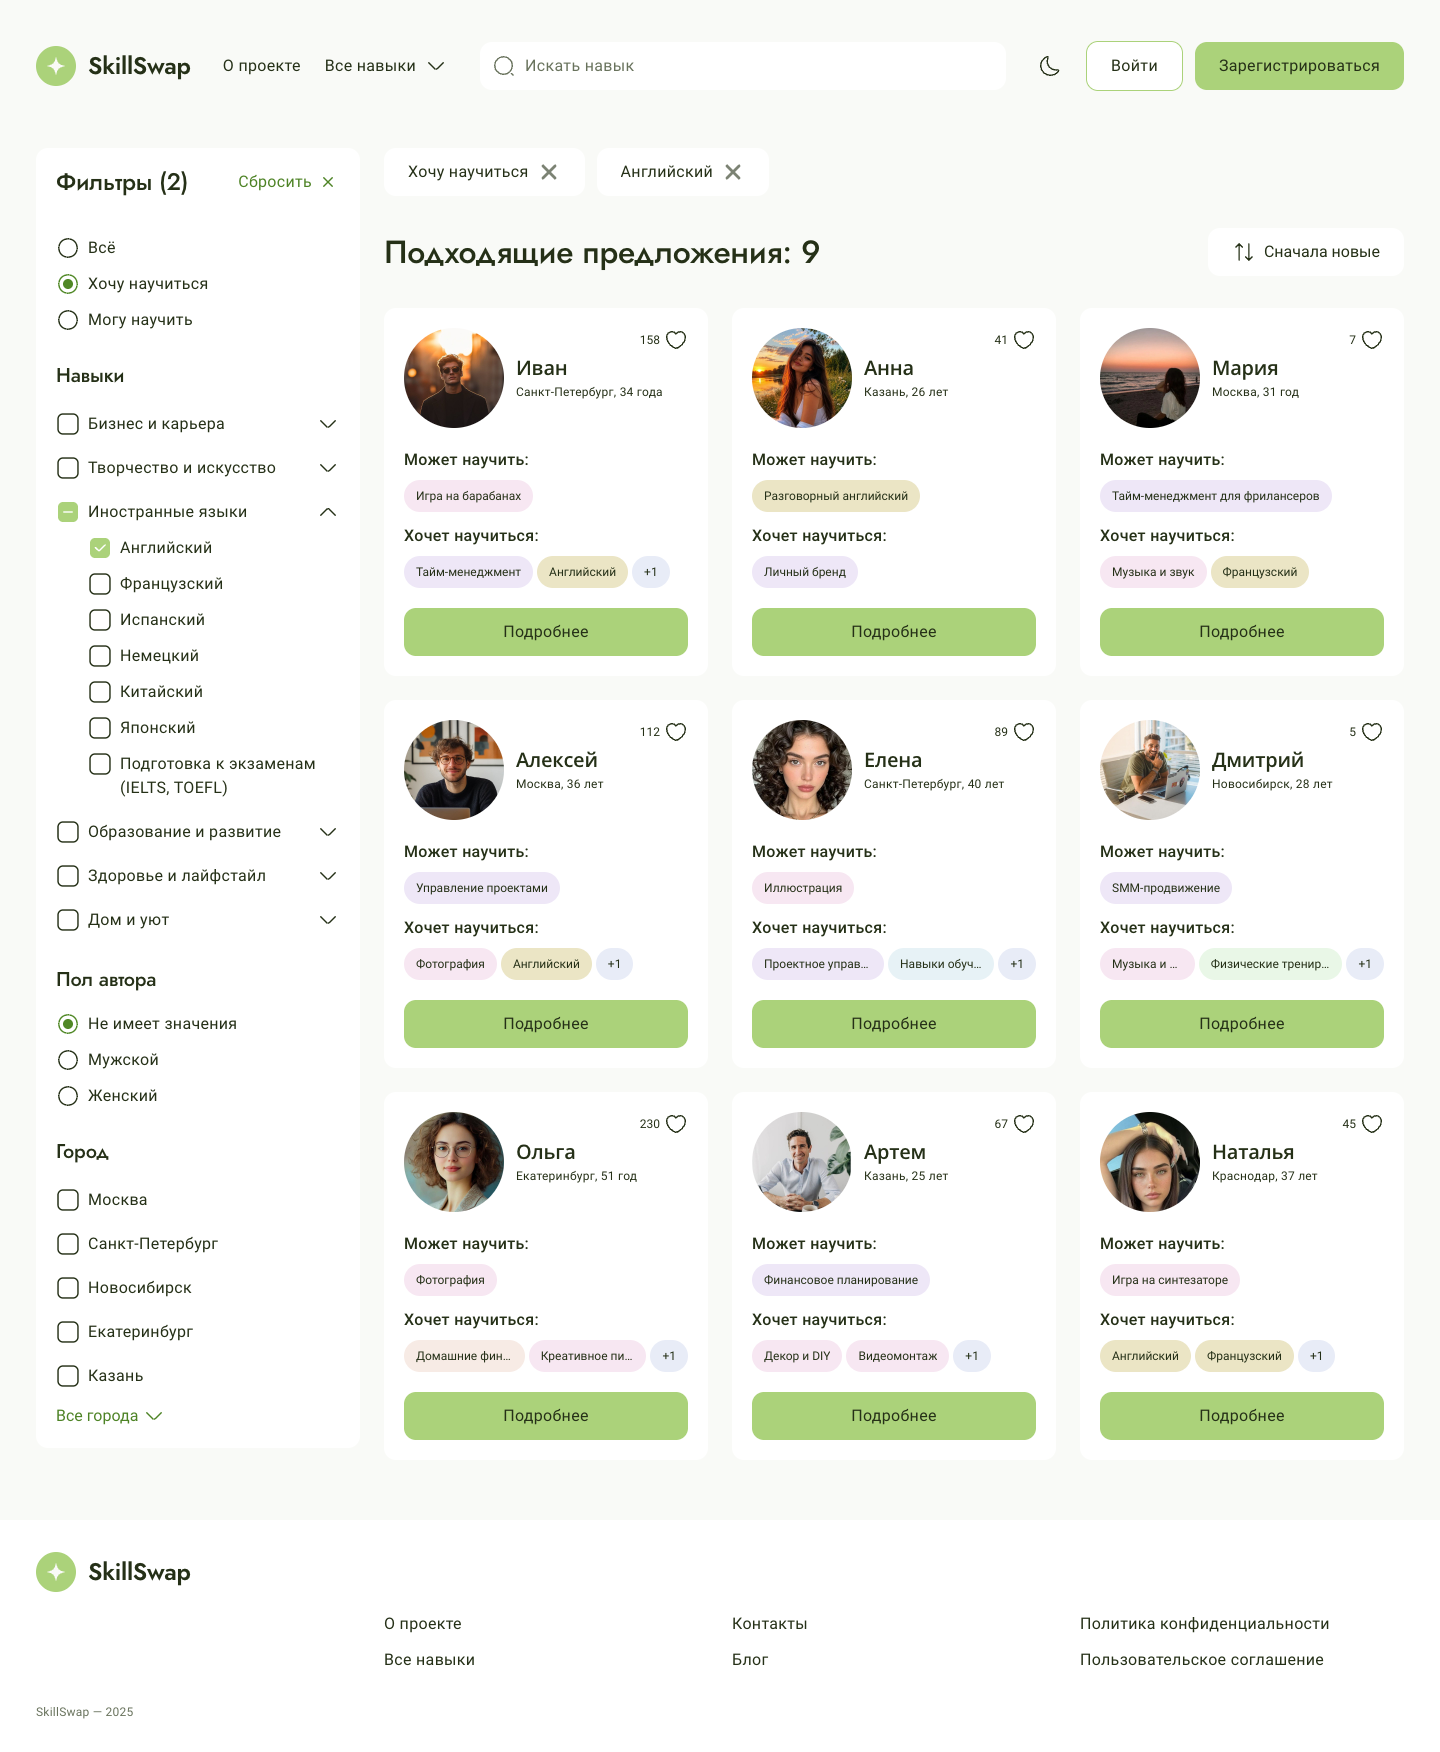 SkillSwap
О проекте
Все навыки
Искать навык
Войти
Зарегистрироваться
Фильтры (2)
Сбросить
Всё
Хочу научиться
Могу научить
Навыки
Бизнес и карьера
Творчество и искусство
Иностранные языки
Английский
Французский
Испанский
Немецкий
Китайский
Японский
Подготовка к экзаменам
(IELTS, TOEFL)
Образование и развитие
Здоровье и лайфстайл
Дом и уют
Пол автора
Не имеет значения
Мужской
Женский
Город
Москва
Санкт-Петербург
Новосибирск
Екатеринбург
Казань
Все города
Хочу научиться
Английский
Подходящие предложения: 9
Сначала новые
158
Иван
Санкт-Петербург, 34 года
Может научить:
Игра на барабанах
Хочет научиться:
Тайм-менеджмент
Английский
+1
Подробнее
41
Анна
Казань, 26 лет
Может научить:
Разговорный английский
Хочет научиться:
Личный бренд
Подробнее
7
Мария
Москва, 31 год
Может научить:
Тайм-менеджмент для фрилансеров
Хочет научиться:
Музыка и звук
Французский
Подробнее
112
Алексей
Москва, 36 лет
Может научить:
Управление проектами
Хочет научиться:
Фотография
Английский
+1
Подробнее
89
Елена
Санкт-Петербург, 40 лет
Может научить:
Иллюстрация
Хочет научиться:
Проектное управ...
Навыки обуч...
+1
Подробнее
5
Дмитрий
Новосибирск, 28 лет
Может научить:
SMM-продвижение
Хочет научиться:
Музыка и ...
Физические тренир...
+1
Подробнее
230
Ольга
Екатеринбург, 51 год
Может научить:
Фотография
Хочет научиться:
Домашние фин...
Креативное пи...
+1
Подробнее
67
Артем
Казань, 25 лет
Может научить:
Финансовое планирование
Хочет научиться:
Декор и DIY
Видеомонтаж
+1
Подробнее
45
Наталья
Краснодар, 37 лет
Может научить:
Игра на синтезаторе
Хочет научиться:
Английский
Французский
+1
Подробнее
SkillSwap
О проекте
Все навыки
Контакты
Блог
Политика конфиденциальности
Пользовательское соглашение
SkillSwap — 2025